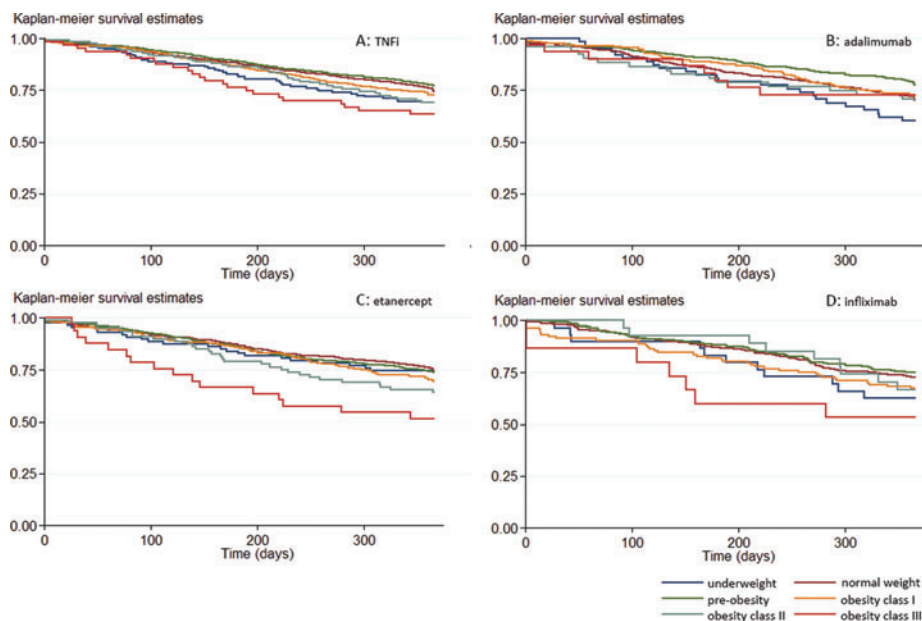 Kaplan-meier survival estimates
A: TNFi
1.00
0.75
0.50
0.25
0.00
0 100 200 300
Time (days)
Kaplan-meier survival estimates
B: adalimumab
1.00
0.75
0.50
0.25
0.00
0 100 200 300
Time (days)
Kaplan-meier survival estimates
C: etanercept
1.00
0.75
0.50
0.25
0.00
0 100 200 300
Time (days)
Kaplan-meier survival estimates
D: infliximab
1.00
0.75
0.50
0.25
0.00
0 100 200 300
Time (days)
underweight normal weight
pre-obesity obesity class I
obesity class II obesity class III